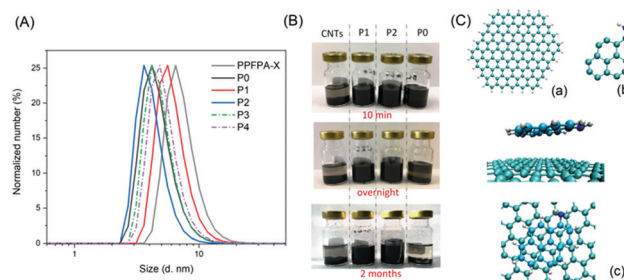 (A)
Normalized number (%)
25
20
15
10
5
0
1
10
Size (d. nm)
PPFPA-X
P0
P1
P2
P3
P4
(B)
CNTs P1 P2 P0
10 min
overnight
2 months
(C)
(a)
(b
(c)